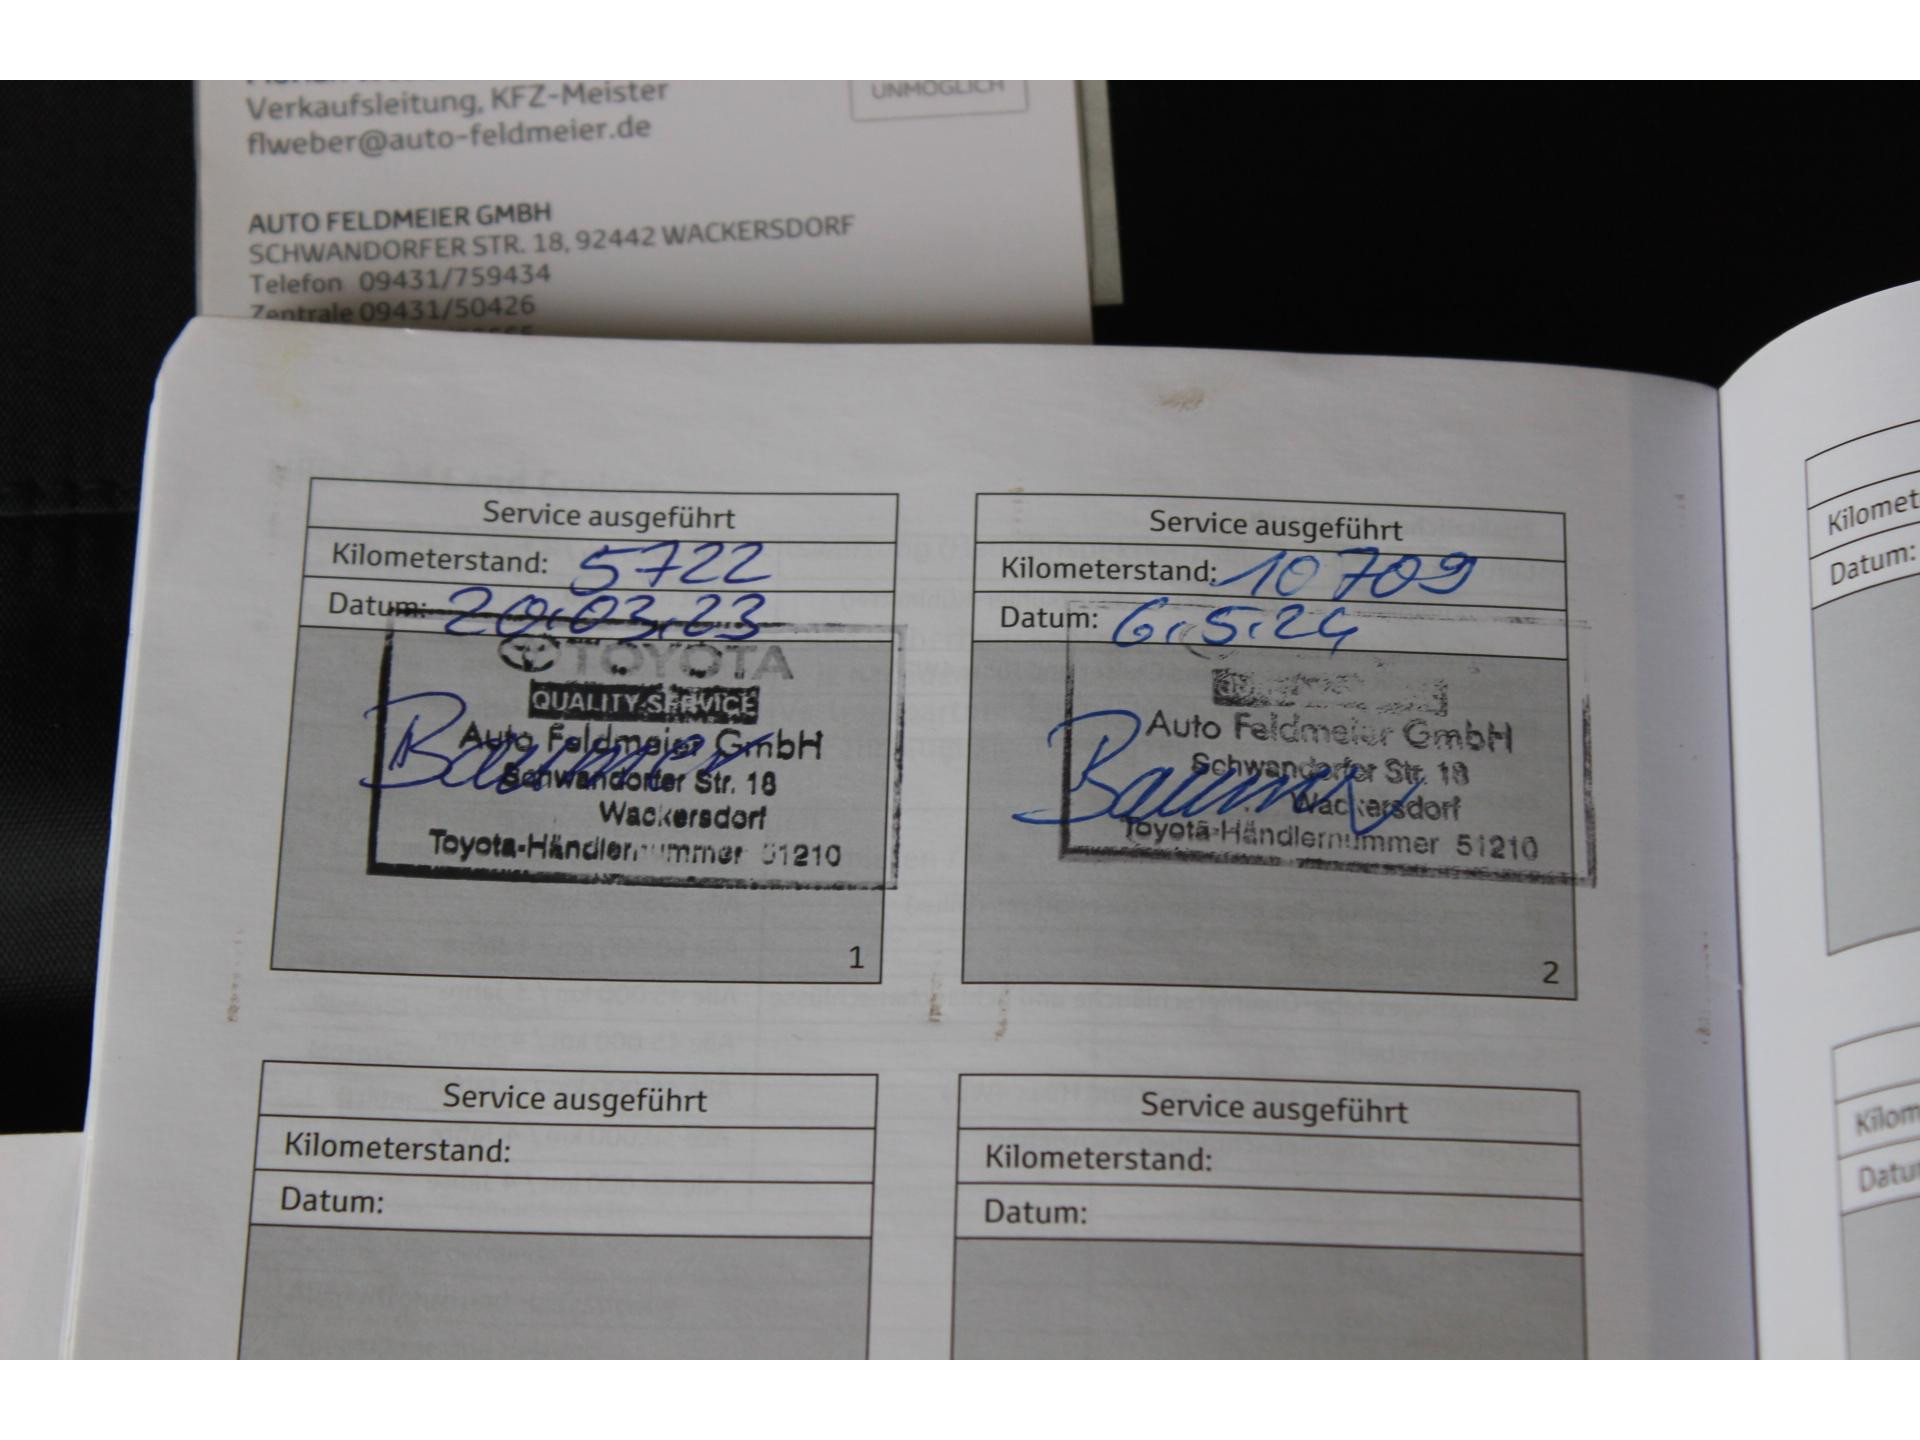 Verkaufsleitung, KFZ-Meister
flweber@auto-feldmeier.de
UNMÖGLICH
AUTO FELDMEIER GMBH
SCHWANDORFER STR. 18, 92442 WACKERSDORF
Telefon 09431/759434
Zentrale 09431/50426
Service ausgeführt
Kilometerstand: 5722
Datum: 20.03.23
TOYOTA
QUALITY-SERVICE
Auto Feldmeier GmbH
Schwandorfer Str. 18
Wackersdorf
Toyota-Händlernummer 51210
1
Service ausgeführt
Kilometerstand: 10709
Datum: 6.5.24
Auto Feldmeier GmbH
Schwandorfer Str. 18
Wackersdorf
Toyota-Händlernummer 51210
2
Service ausgeführt
Kilometerstand:
Datum:
Service ausgeführt
Kilometerstand:
Datum:
Datum: